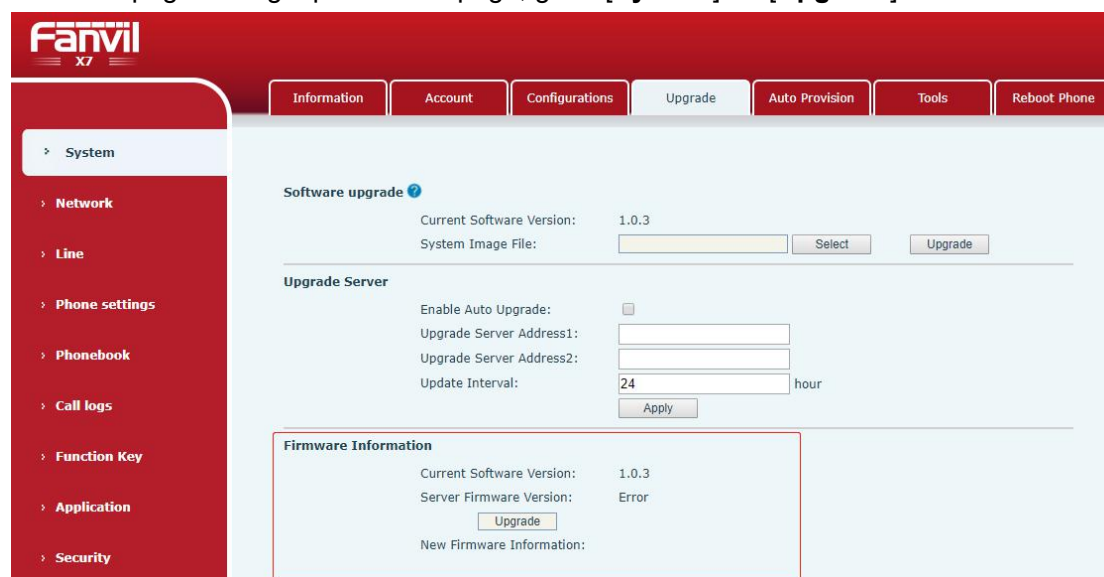 Fanvil
X7
Information Account Configurations Upgrade Auto Provision Tools Reboot Phone
› System
› Network
› Line
› Phone settings
› Phonebook
› Call logs
› Function Key
› Application
› Security
Software upgrade ?
Current Software Version: 1.0.3
System Image File: Select Upgrade
Upgrade Server
Enable Auto Upgrade:
Upgrade Server Address1:
Upgrade Server Address2:
Update Interval: 24 hour
Apply
Firmware Information
Current Software Version: 1.0.3
Server Firmware Version: Error
Upgrade
New Firmware Information: